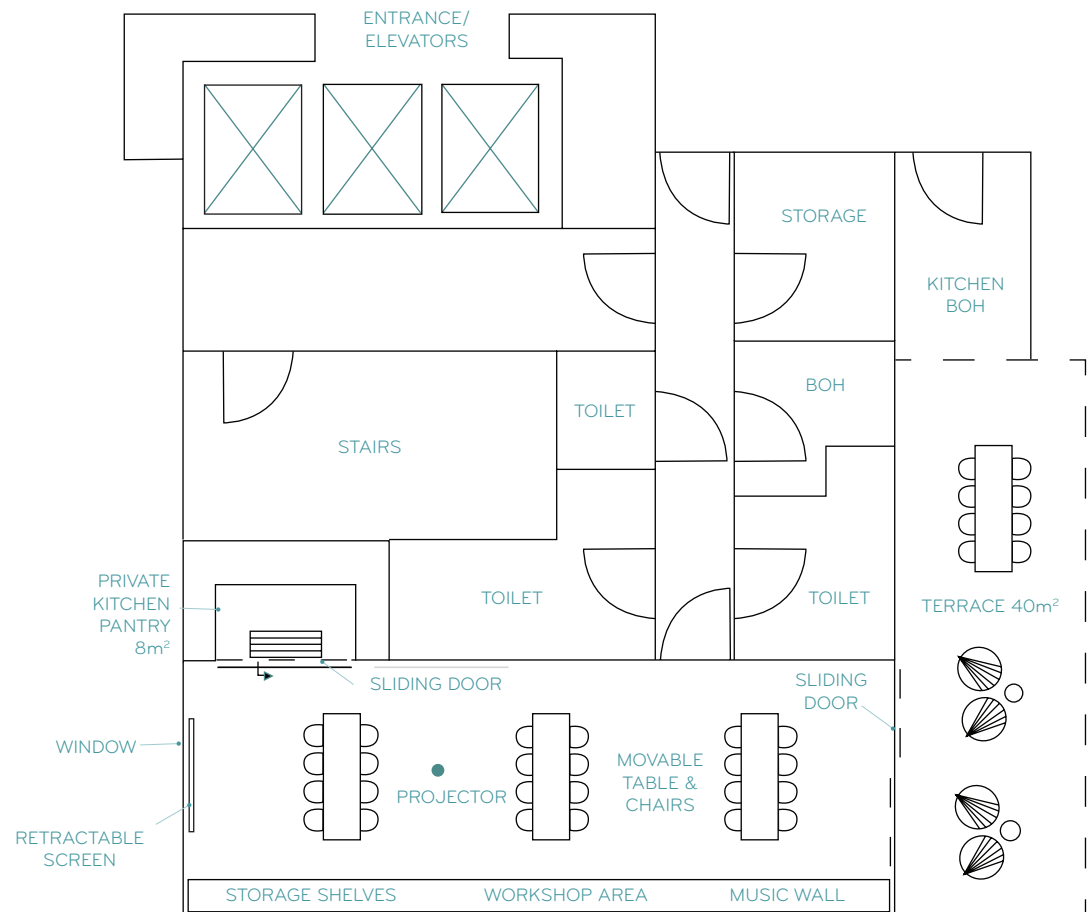 ENTRANCE/
ELEVATORS
STORAGE
KITCHEN
BOH
BOH
TOILET
STAIRS
PRIVATE
KITCHEN
PANTRY
8m²
TOILET
TOILET
TERRACE 40m²
SLIDING DOOR
SLIDING
DOOR
WINDOW
MOVABLE
TABLE &
CHAIRS
PROJECTOR
RETRACTABLE
SCREEN
STORAGE SHELVES
WORKSHOP AREA
MUSIC WALL